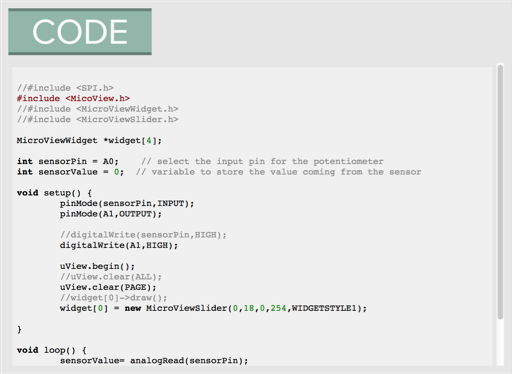 CODE
//#include <SPI.h>
#include <MicoView.h>
//#include <MicroViewWidget.h>
//#include <MicroViewSlider.h>
MicroViewWidget *widget[4];
int sensorPin = A0;    // select the input pin for the potentiometer
int sensorValue = 0;  // variable to store the value coming from the sensor
void setup() {
pinMode(sensorPin,INPUT);
pinMode(A1,OUTPUT);
//digitalWrite(sensorPin,HIGH);
digitalWrite(A1,HIGH);
uView.begin();
//uView.clear(ALL);
uView.clear(PAGE);
//widget[0]->draw();
widget[0] = new MicroViewSlider(0,18,0,254,WIDGETSTYLE1);
}
void loop() {
sensorValue= analogRead(sensorPin);